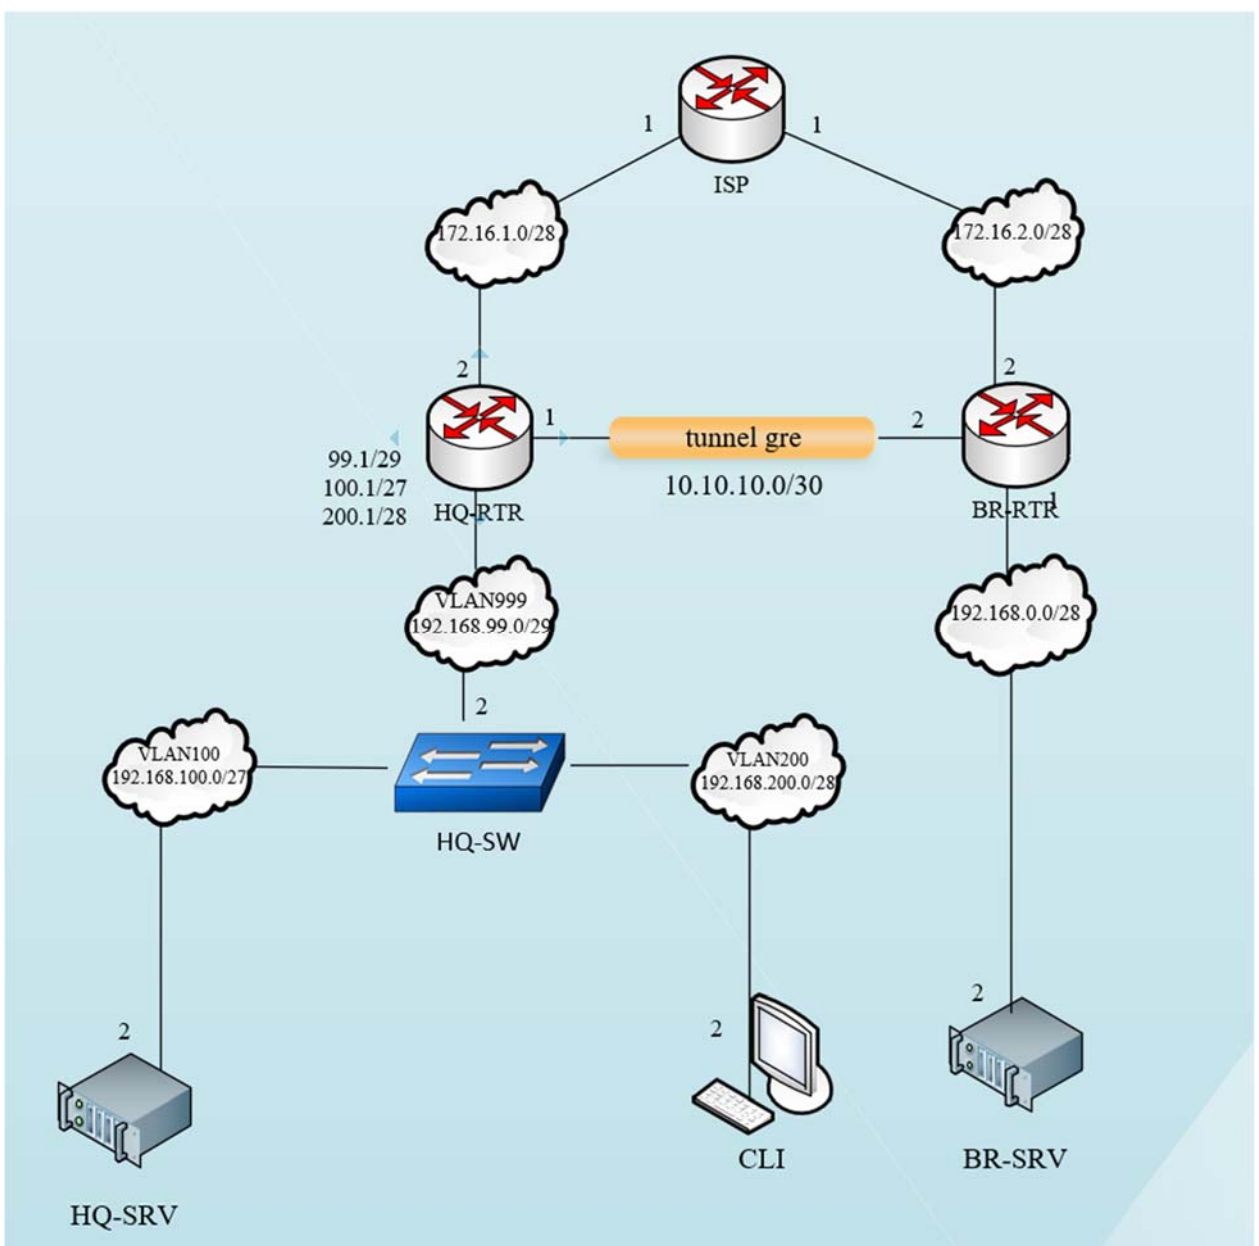 1
1
ISP
172.16.1.0/28
172.16.2.0/28
2
2
1
tunnel gre
2
99.1/29
100.1/27
200.1/28
10.10.10.0/30
HQ-RTR
BR-RTR
1
VLAN999
192.168.99.0/29
192.168.0.0/28
2
VLAN100
192.168.100.0/27
VLAN200
192.168.200.0/28
HQ-SW
2
2
2
CLI
BR-SRV
HQ-SRV